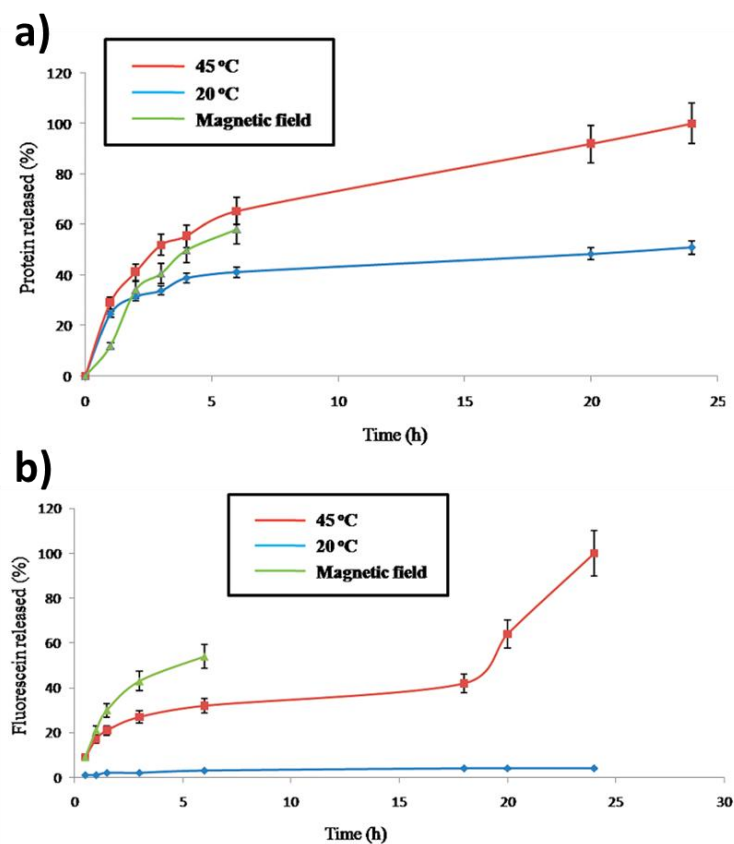 a)
45 ºC
20 ºC
Magnetic field
Protein released (%)
120
100
80
60
40
20
0
0 5 10 15 20 25
Time (h)
b)
45 ºC
20 ºC
Magnetic field
Fluorescein released (%)
120
100
80
60
40
20
0
0 5 10 15 20 25 30
Time (h)